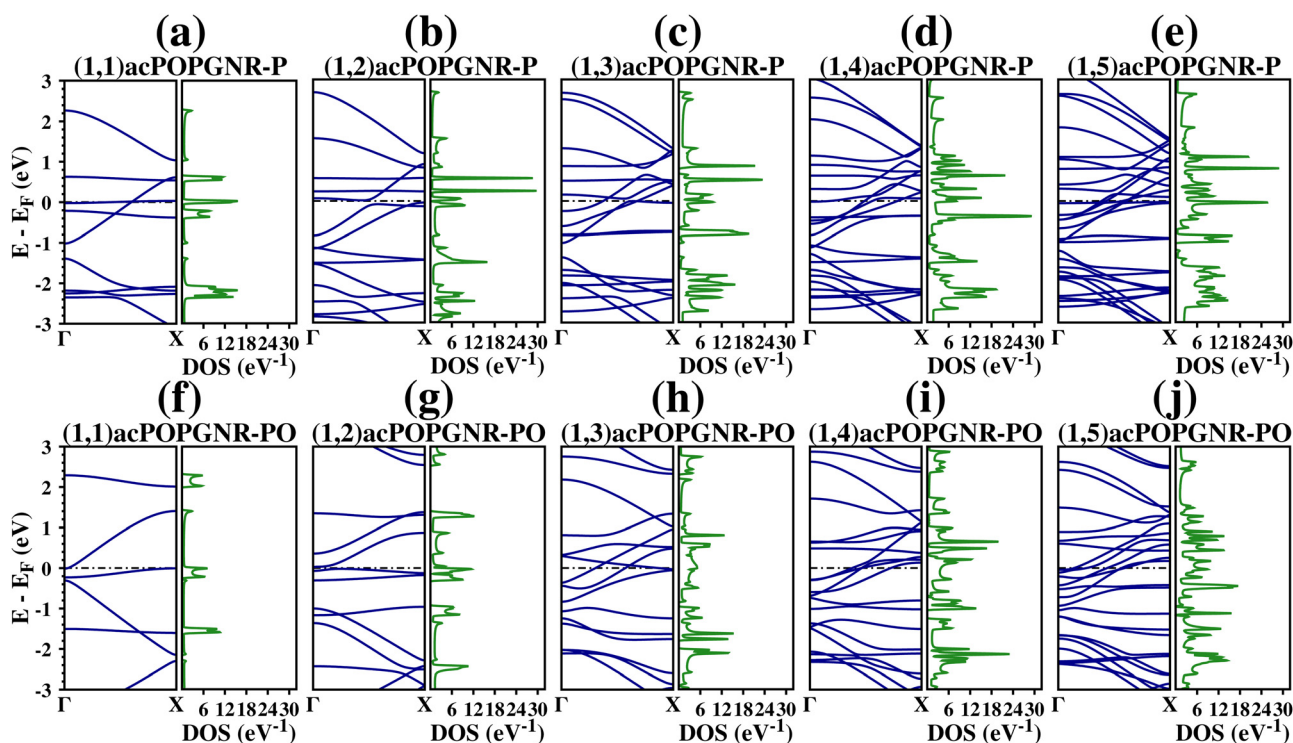 (a) (b) (c) (d) (e)
(1,1)acPOPGNR-P (1,2)acPOPGNR-P (1,3)acPOPGNR-P (1,4)acPOPGNR-P (1,5)acPOPGNR-P
3
2
1
0
-1
-2
-3
E - E_F (eV)
Γ X 6 12 18 24 30 Γ X 6 12 18 24 30 Γ X 6 12 18 24 30 Γ X 6 12 18 24 30 Γ X 6 12 18 24 30
DOS (eV⁻¹) DOS (eV⁻¹) DOS (eV⁻¹) DOS (eV⁻¹) DOS (eV⁻¹)
(f) (g) (h) (i) (j)
(1,1)acPOPGNR-PO (1,2)acPOPGNR-PO (1,3)acPOPGNR-PO (1,4)acPOPGNR-PO (1,5)acPOPGNR-PO
3
2
1
0
-1
-2
-3
E - E_F (eV)
Γ X 6 12 18 24 30 Γ X 6 12 18 24 30 Γ X 6 12 18 24 30 Γ X 6 12 18 24 30 Γ X 6 12 18 24 30
DOS (eV⁻¹) DOS (eV⁻¹) DOS (eV⁻¹) DOS (eV⁻¹) DOS (eV⁻¹)